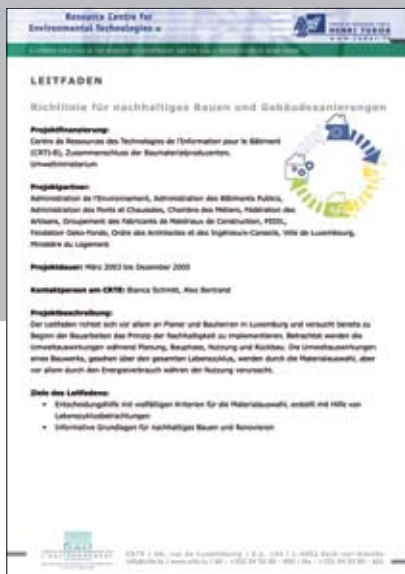 Resource Centre for
Environmental Technologies
HENRI TUDOR
LEITFADEN
Richtlinie für nachhaltiges Bauen und Gebäudesanierungen
Projektfinanzierung:
Centre de Ressources des Technologies de l'Information pour le Bâtiment
(CRTI-B), Zusammenschluss der Baumaterialproduzenten,
Umweltministerium
Projektpartner:
Administration de l'Environnement, Administration des Bâtiments Publics,
Administration des Ponts et Chaussées, Chambre des Métiers, Fédération des
Artisans, Groupement des Fabricants de Matériaux de Construction,
Fondation Oeko-Fonds, Ordre des Architectes et des Ingénieurs-Conseils, Ville de Luxembourg,
Ministère du Logement
Projektdauer: März 2003 bis Dezember 2005
Kontaktperson am CRTE: Bianca Schmitt, Alex Bertrand
Projektbeschreibung:
Der Leitfaden richtet sich vor allem an Planer und Bauherren in Luxemburg und versucht bereits zu
Beginn der Bauarbeiten das Prinzip der Nachhaltigkeit zu implementieren. Betrachtet werden die
Umweltauswirkungen während Planung, Bauphase, Nutzung und Rückbau. Die Umweltauswirkungen
eines Bauwerks, gesehen über den gesamten Lebenszyklus, werden durch die Materialauswahl, aber
vor allem durch den Energieverbrauch während der Nutzung verursacht.
Ziele des Leitfadens:
• Entscheidungshilfe mit vielfältigen Kriterien für die Materialauswahl, erstellt mit Hilfe von
Lebenszyklusbetrachtungen
• Informative Grundlagen für nachhaltiges Bauen und Renovieren